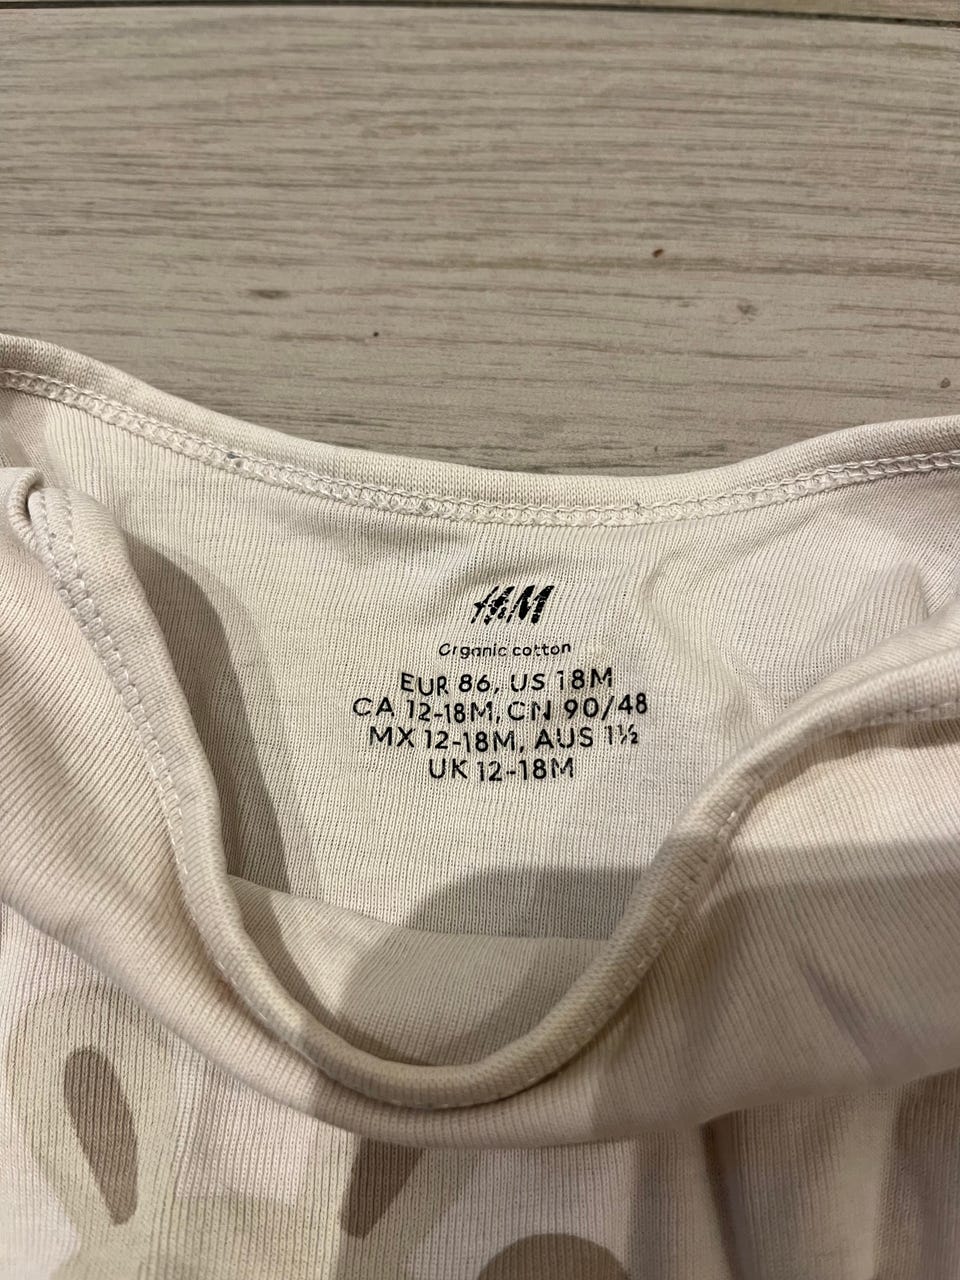 H&M
Organic cotton
EUR 86, US 18M
CA 12-18M, CN 90/48
MX 12-18M, AUS 1½
UK 12-18M